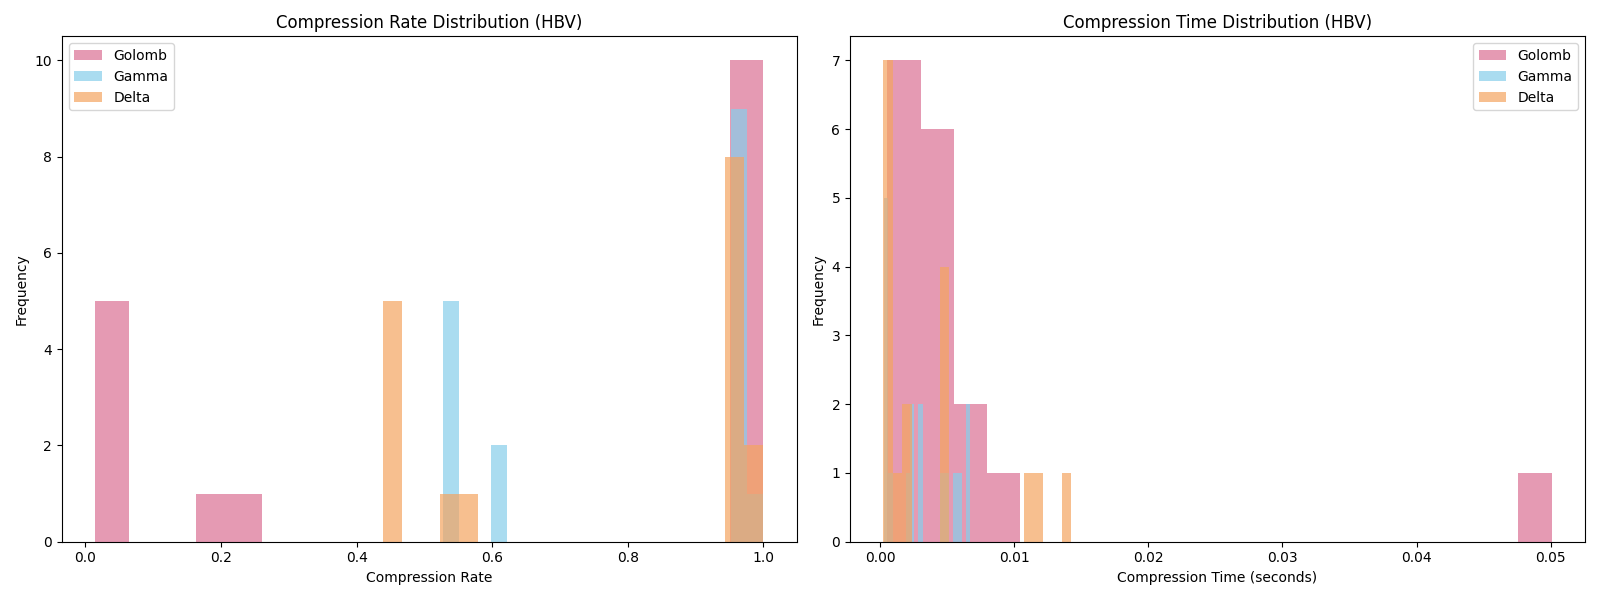 Compression Rate Distribution (HBV)
Golomb
Gamma
Delta
Frequency
10
8
6
4
2
0
0.0 0.2 0.4 0.6 0.8 1.0
Compression Rate
Compression Time Distribution (HBV)
Golomb
Gamma
Delta
Frequency
7
6
5
4
3
2
1
0
0.00 0.01 0.02 0.03 0.04 0.05
Compression Time (seconds)